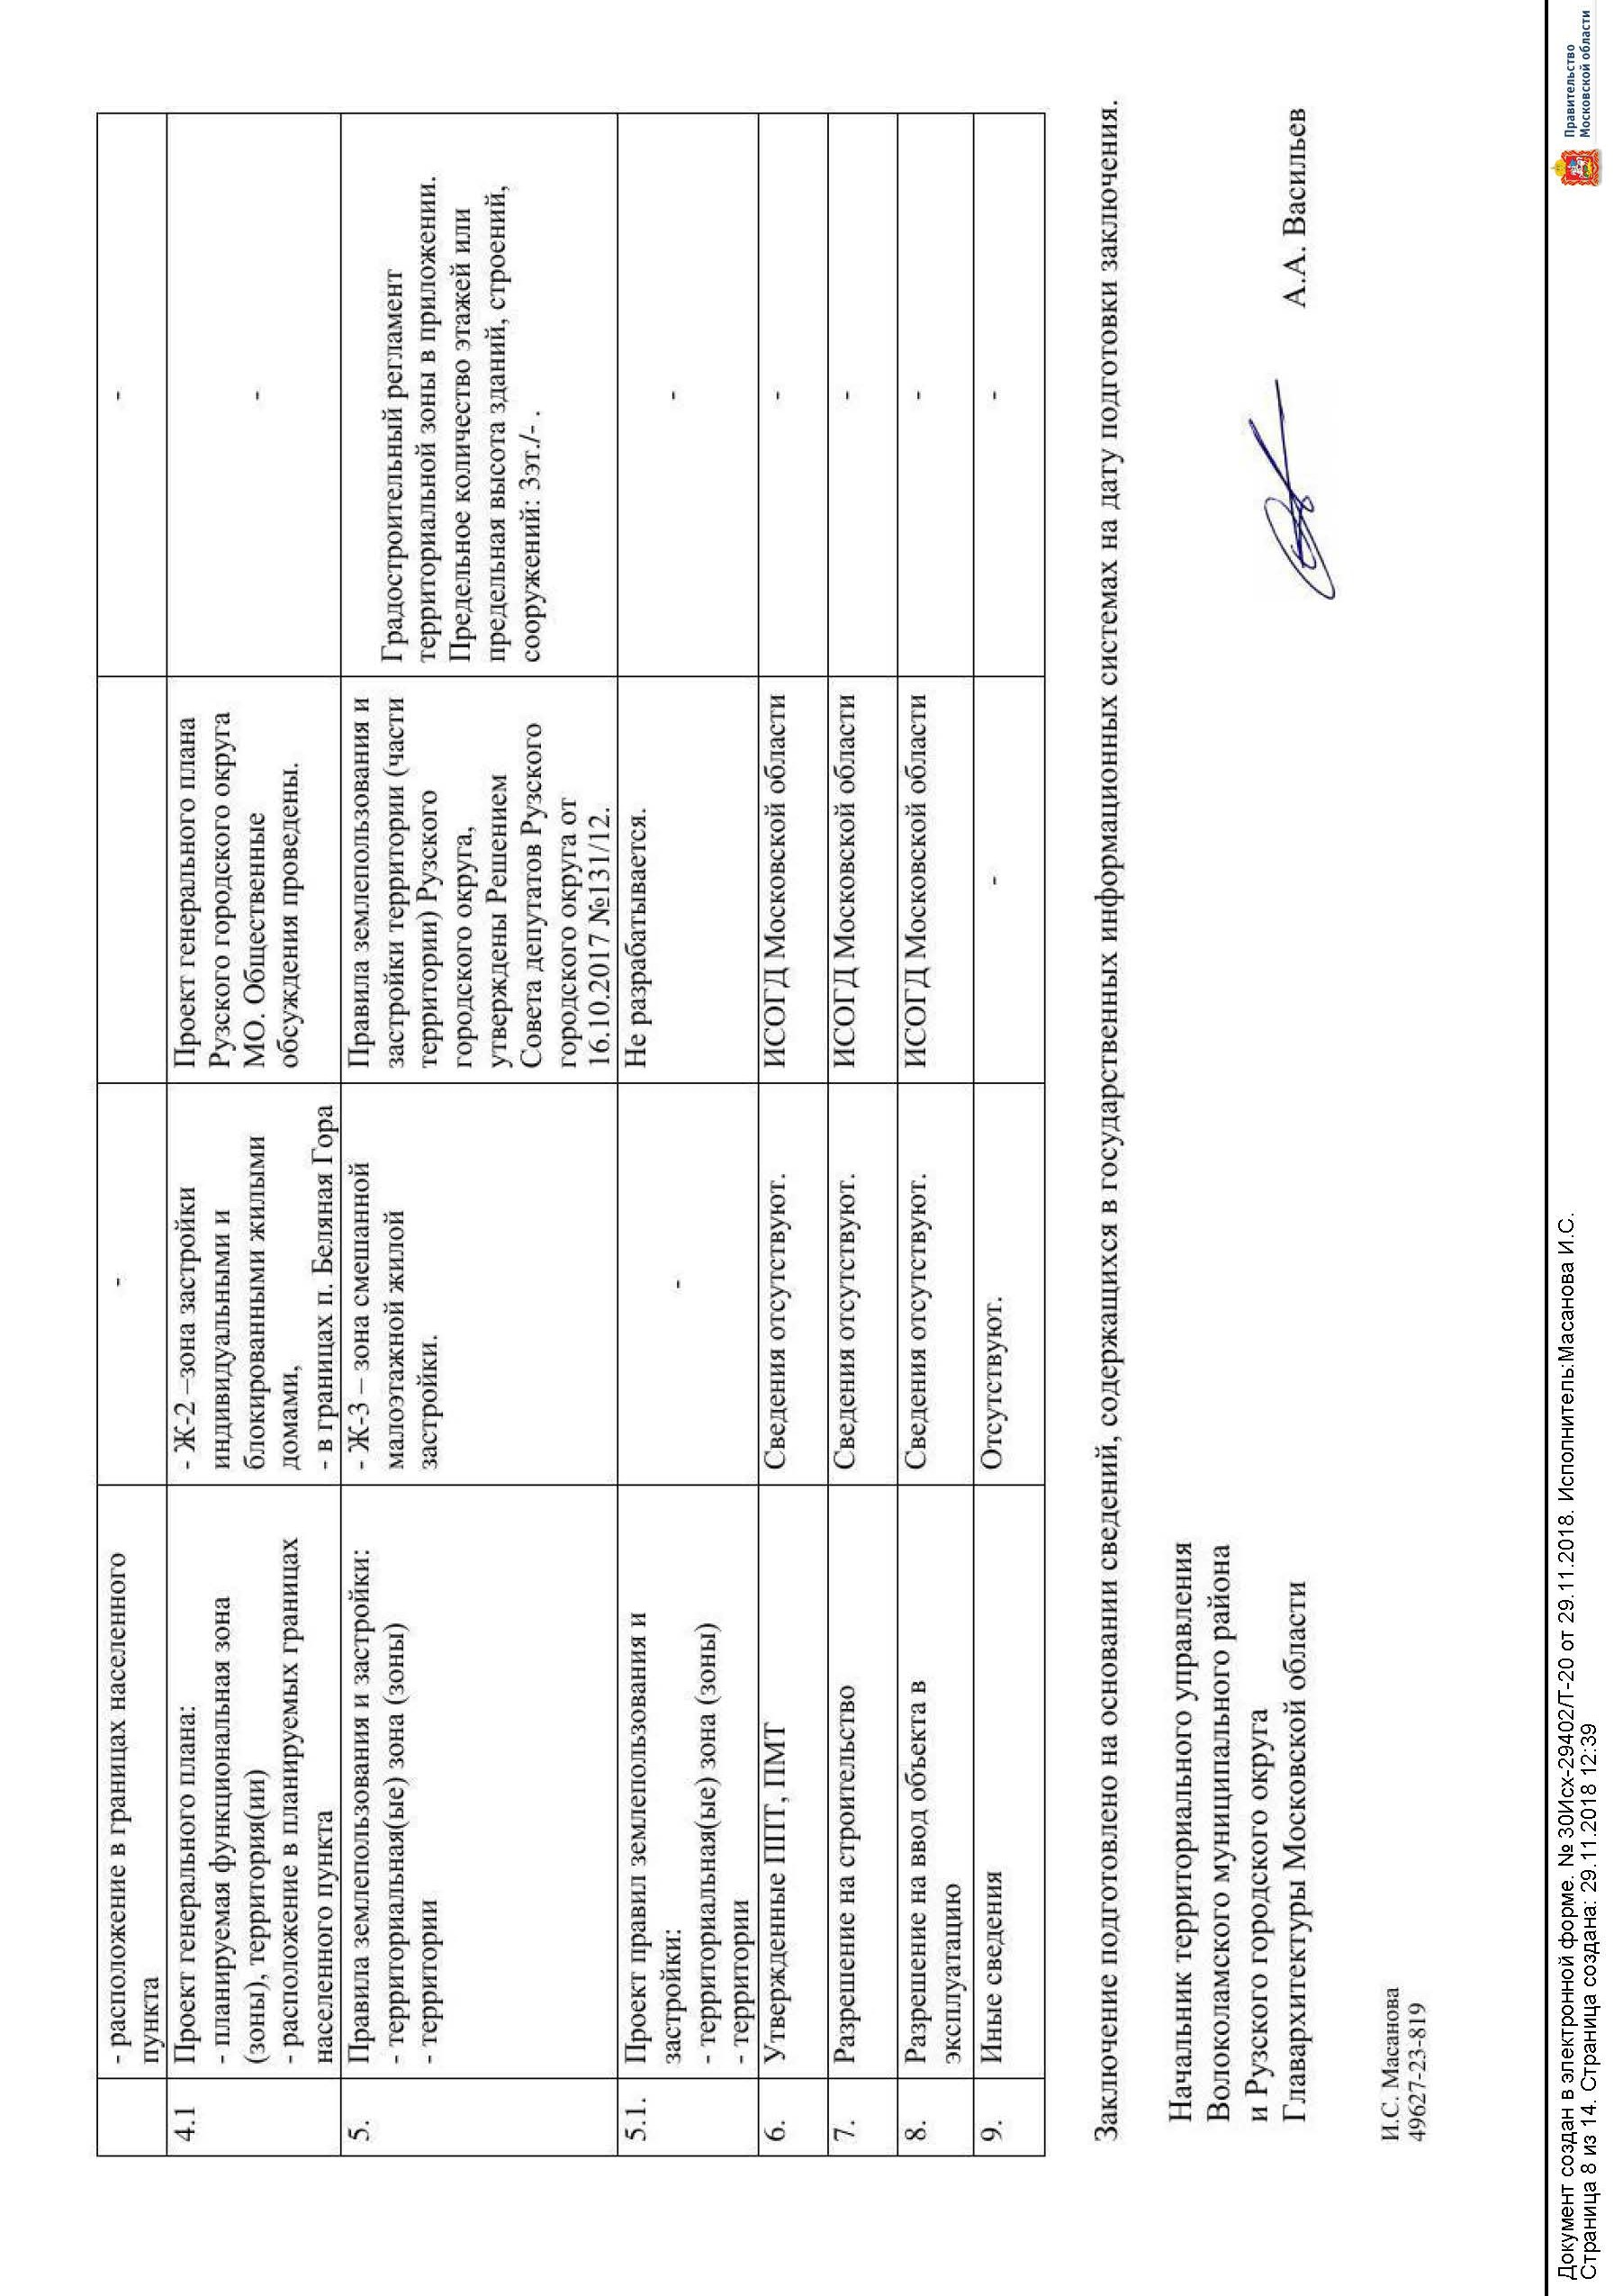 - расположение в границах населенного
пункта
-
-
4.1
Проект генерального плана:
- планируемая функциональная зона
(зоны), территория(ии)
- расположение в планируемых границах
населенного пункта
- Ж-2 –зона застройки
индивидуальными и
блокированными жилыми
домами,
- в границах п. Беляная Гора
Проект генерального плана
Рузского городского округа
МО. Общественные
обсуждения проведены.
-
5.
Правила землепользования и застройки:
- территориальная(ые) зона (зоны)
- территории
- Ж-3 – зона смешанной
малоэтажной жилой
застройки.
Правила землепользования и
застройки территории (части
территории) Рузского
городского округа,
утверждены Решением
Совета депутатов Рузского
городского округа от
16.10.2017 №131/12.
Градостроительный регламент
территориальной зоны в приложении.
Предельное количество этажей или
предельная высота зданий, строений,
сооружений: 3эт./- .
5.1.
Проект правил землепользования и
застройки:
- территориальная(ые) зона (зоны)
- территории
-
Не разрабатывается.
-
6.
Утвержденные ППТ, ПМТ
Сведения отсутствуют.
ИСОГД Московской области
-
7.
Разрешение на строительство
Сведения отсутствуют.
ИСОГД Московской области
-
8.
Разрешение на ввод объекта в
эксплуатацию
Сведения отсутствуют.
ИСОГД Московской области
-
9.
Иные сведения
Отсутствуют.
-
-
Заключение подготовлено на основании сведений, содержащихся в государственных информационных системах на дату подготовки заключения.
Начальник территориального управления
Волоколамского муниципального района
и Рузского городского округа
Главархитектуры Московской области
А.А. Васильев
И.С. Масанова
49627-23-819
Документ создан в электронной форме. № 30Исх-29402/Т-20 от 29.11.2018. Исполнитель:Масанова И.С.
Страница 8 из 14. Страница создана: 29.11.2018 12:39
Правительство
Московской области